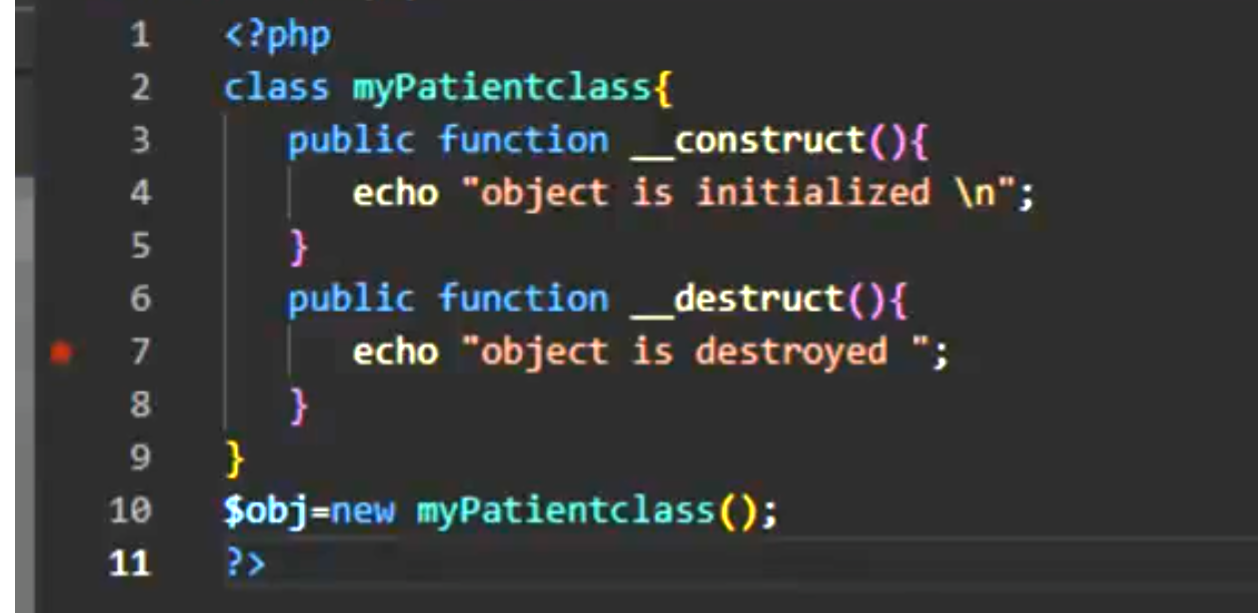 1 <?php
2 class myPatientclass{
3 public function __construct(){
4 echo "object is initialized \n";
5 }
6 public function __destruct(){
7 echo "object is destroyed ";
8 }
9 }
10 $obj=new myPatientclass();
11 ?>